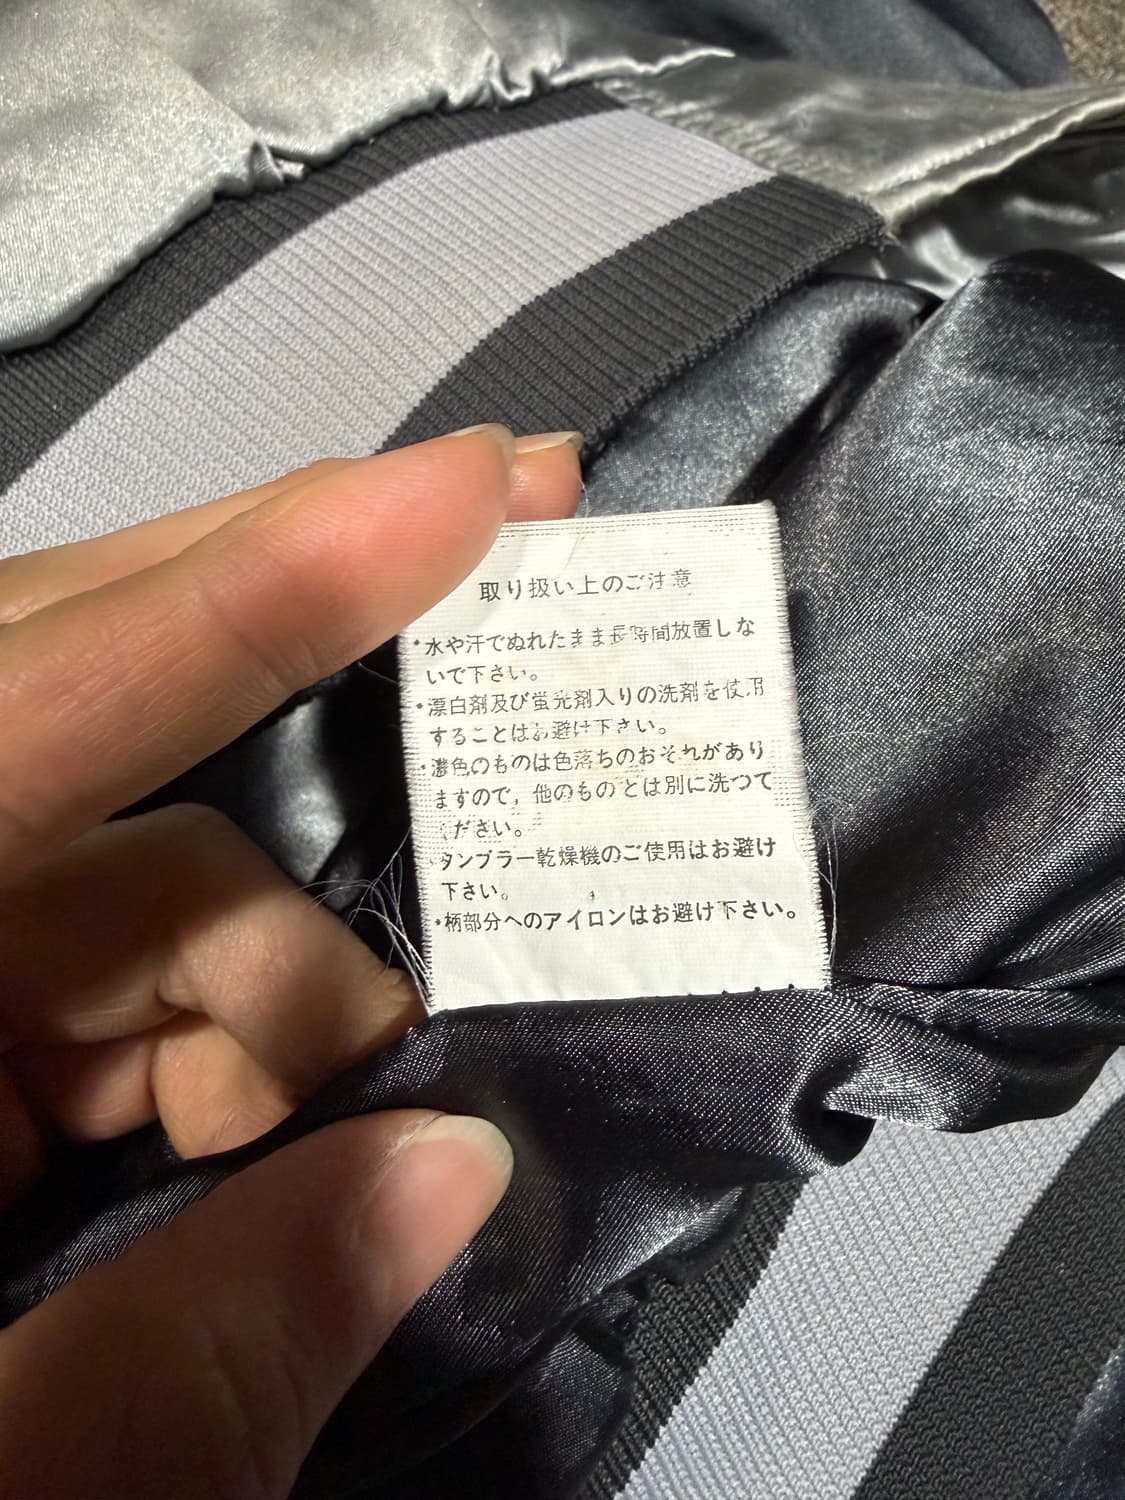 取り扱い上のご注意
・水や汗でぬれたまま長時間放置しな
いで下さい。
・漂白剤及び蛍光剤入りの洗剤を使用
することはお避け下さい。
・濃色のものは色落ちのおそれがあり
ますので，他のものとは別に洗つて
ください。
・タンブラー乾燥機のご使用はお避け
下さい。
・柄部分へのアイロンはお避け下さい。